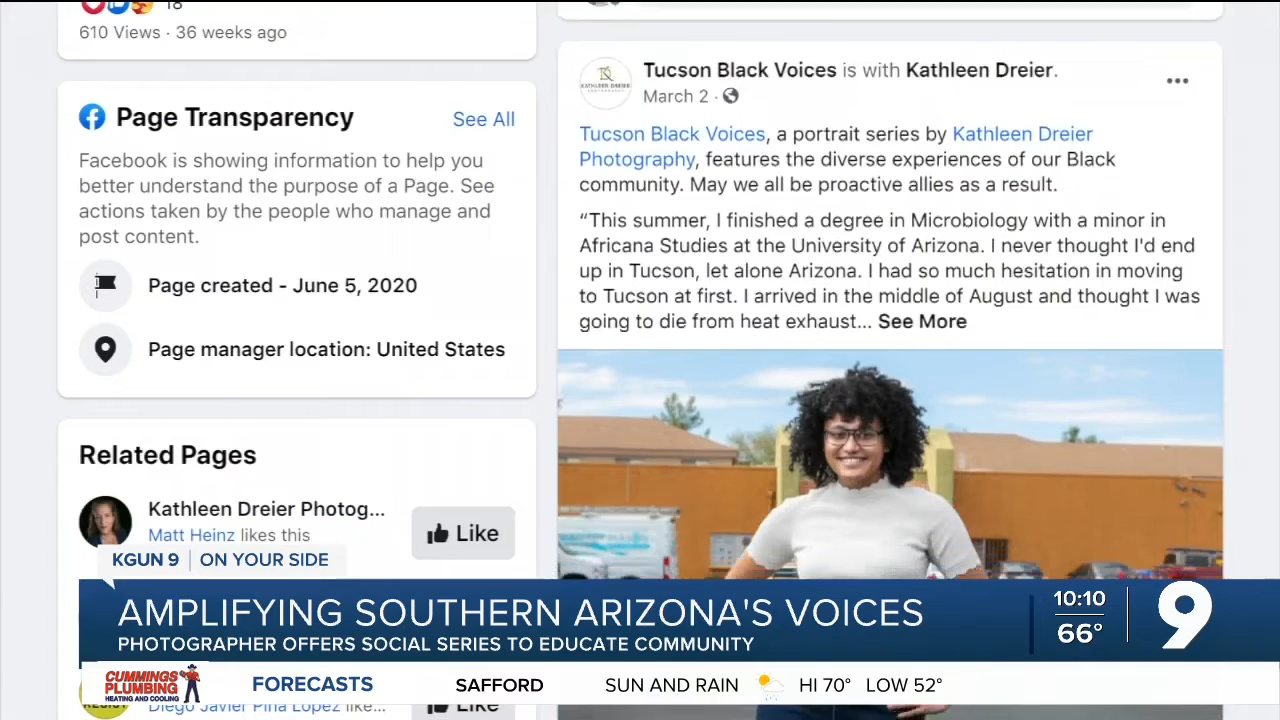 18
610 Views · 36 weeks ago
Page Transparency
See All
Facebook is showing information to help you
better understand the purpose of a Page. See
actions taken by the people who manage and
post content.
Page created - June 5, 2020
Page manager location: United States
Related Pages
Kathleen Dreier Photog...
Matt Heinz likes this
Like
KATHLEEN DREIER
Tucson Black Voices is with Kathleen Dreier.
March 2 ·
Tucson Black Voices, a portrait series by Kathleen Dreier
Photography, features the diverse experiences of our Black
community. May we all be proactive allies as a result.
“This summer, I finished a degree in Microbiology with a minor in
Africana Studies at the University of Arizona. I never thought I'd end
up in Tucson, let alone Arizona. I had so much hesitation in moving
to Tucson at first. I arrived in the middle of August and thought I was
going to die from heat exhaust... See More
KGUN 9 | ON YOUR SIDE
AMPLIFYING SOUTHERN ARIZONA'S VOICES
PHOTOGRAPHER OFFERS SOCIAL SERIES TO EDUCATE COMMUNITY
10:10
66°
9
CUMMINGS
PLUMBING
HEATING AND COOLING
FORECASTS
SAFFORD
SUN AND RAIN
HI 70° LOW 52°
Diego Javier Piña Lopez like...
Like